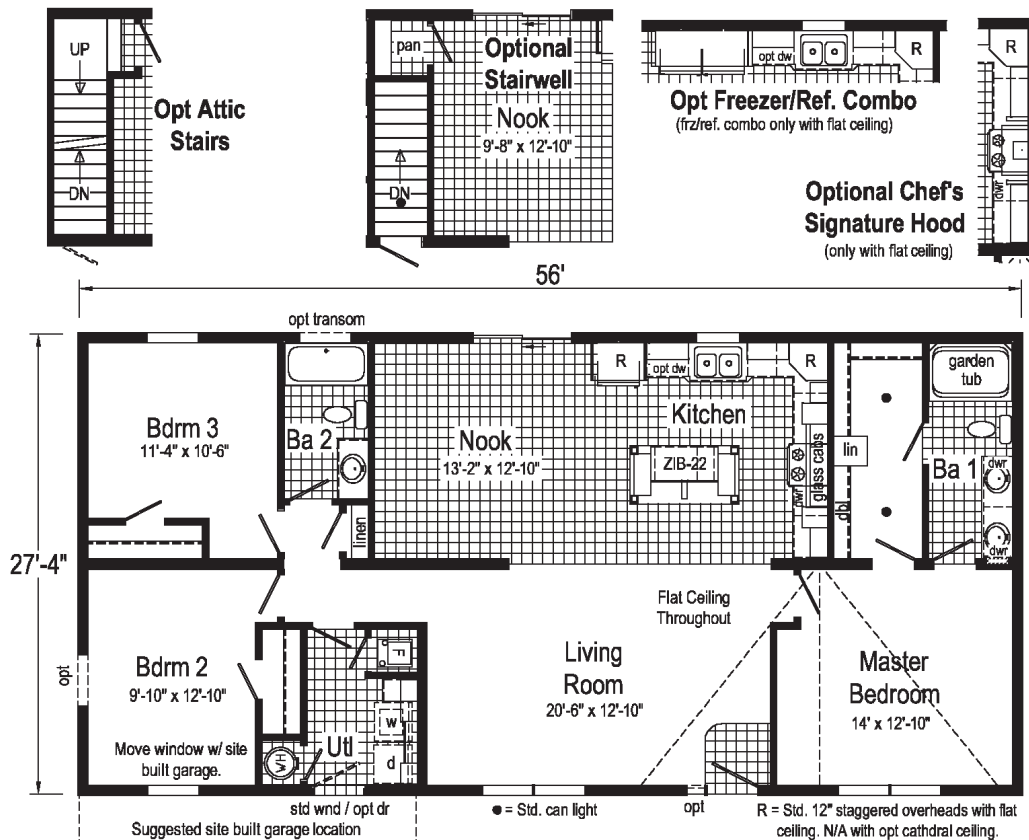 UP
DN
Opt Attic
Stairs
pan
Optional
Stairwell
Nook
9'-8" x 12'-10"
DN
opt dw
R
Opt Freezer/Ref. Combo
(frz/ref. combo only with flat ceiling)
Optional Chef's
Signature Hood
(only with flat ceiling)
R
dwr
56'
27'-4"
opt transom
Bdrm 3
11'-4" x 10'-6"
Ba 2
linen
Nook
13'-2" x 12'-10"
R
opt dw
R
Kitchen
ZIB-22
glass cabs
dwr
lin
dbl
garden
tub
Ba 1
dwr
dwr
opt
Bdrm 2
9'-10" x 12'-10"
Move window w/ site
built garage.
F
w
d
Utl
WH
Flat Ceiling
Throughout
Living
Room
20'-6" x 12'-10"
Master
Bedroom
14' x 12'-10"
std wnd / opt dr
Suggested site built garage location
● = Std. can light
opt
R = Std. 12" staggered overheads with flat
ceiling. N/A with opt cathdral ceiling.